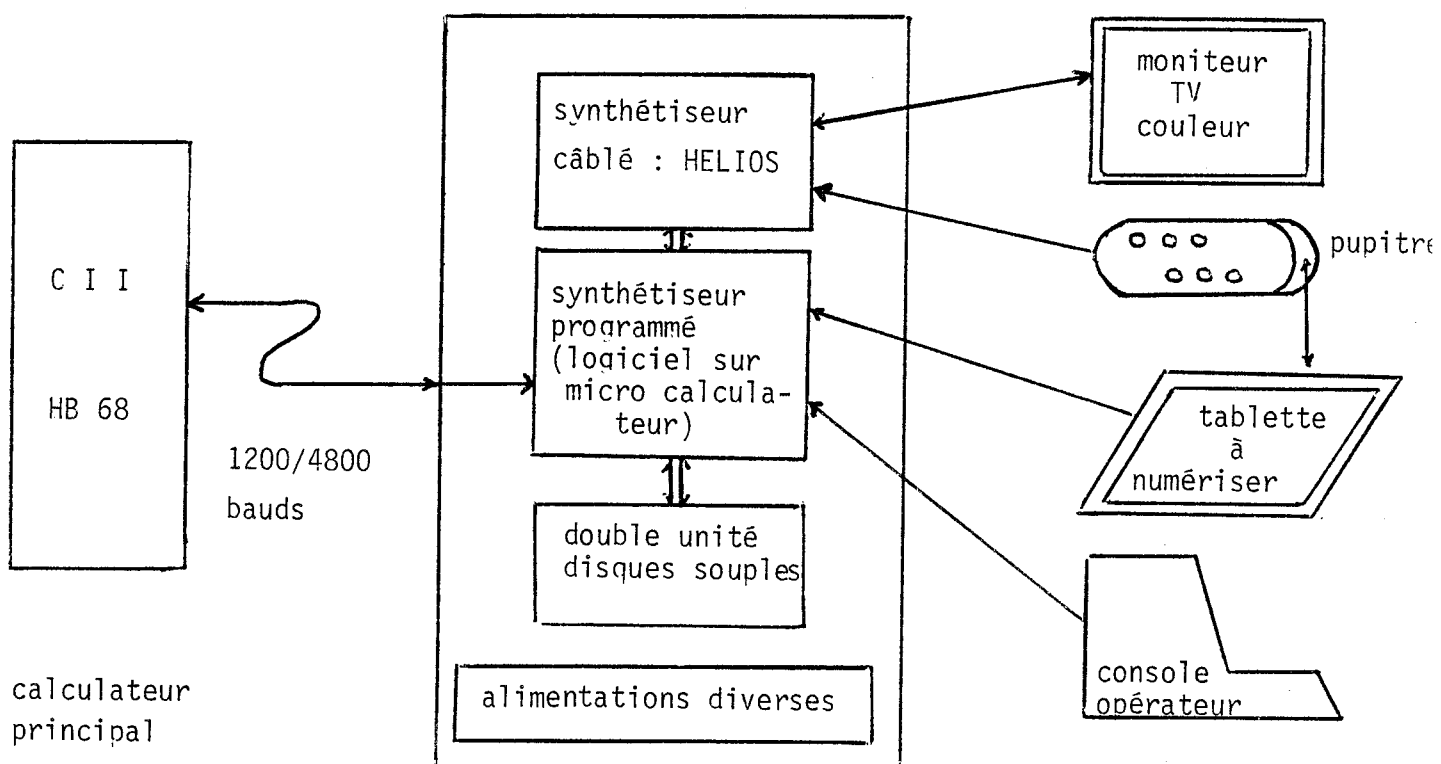 C I I
HB 68
1200/4800
bauds
calculateur
principal
synthétiseur
câblé : HELIOS
synthétiseur
programmé
(logiciel sur
micro calcula-
teur)
double unité
disques souples
alimentations diverses
moniteur
TV
couleur
pupitre
tablette
à
numériser
console
opérateur